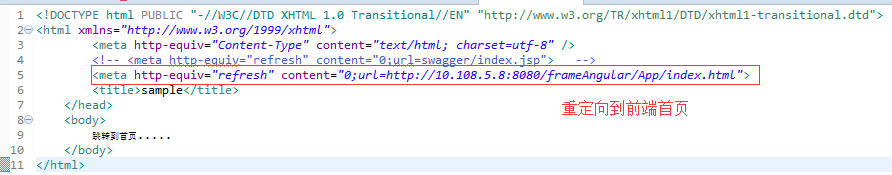 1 <!DOCTYPE html PUBLIC "-//W3C//DTD XHTML 1.0 Transitional//EN" "http://www.w3.org/TR/xhtml1/DTD/xhtml1-transitional.dtd">
2 <html xmlns="http://www.w3.org/1999/xhtml">
3 <meta http-equiv="Content-Type" content="text/html; charset=utf-8" />
4 <!-- <meta http-equiv="refresh" content="0;url=swagger/index.jsp"> -->
5 <meta http-equiv="refresh" content="0;url=http://10.108.5.8:8080/frameAngular/App/index.html">
6 <title>sample</title>
重定向到前端首页
7 </head>
8 <body>
9 跳转到首页.....
10 </body>
11 </html>